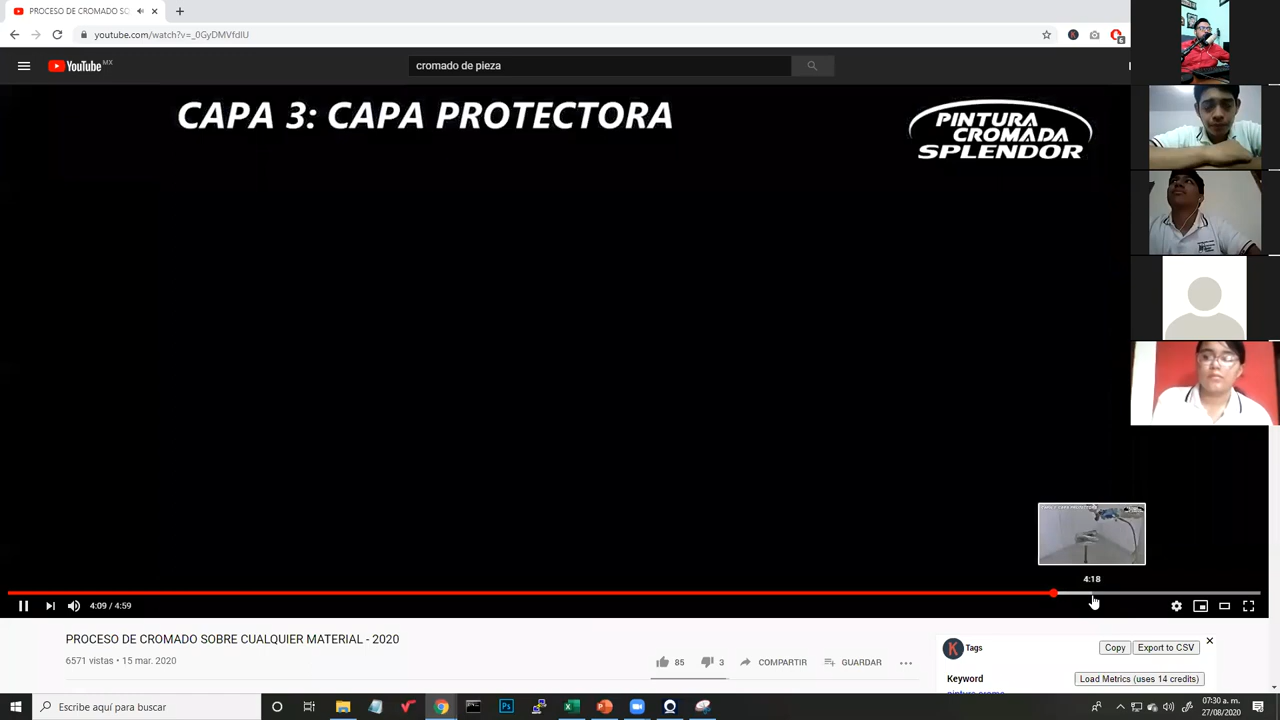 PROCESO DE CROMADO SO
youtube.com/watch?v=_0GyDMVfdlU
6
YouTube MX
cromado de pieza
CAPA 3: CAPA PROTECTORA
PINTURA
CROMADA
SPLENDOR
4:18
4:09 / 4:59
PROCESO DE CROMADO SOBRE CUALQUIER MATERIAL - 2020
6571 vistas • 15 mar. 2020
85
3
COMPARTIR
GUARDAR
K
Tags
Copy
Export to CSV
Keyword
Load Metrics (uses 14 credits)
Escribe aquí para buscar
07:30 a. m.
27/08/2020